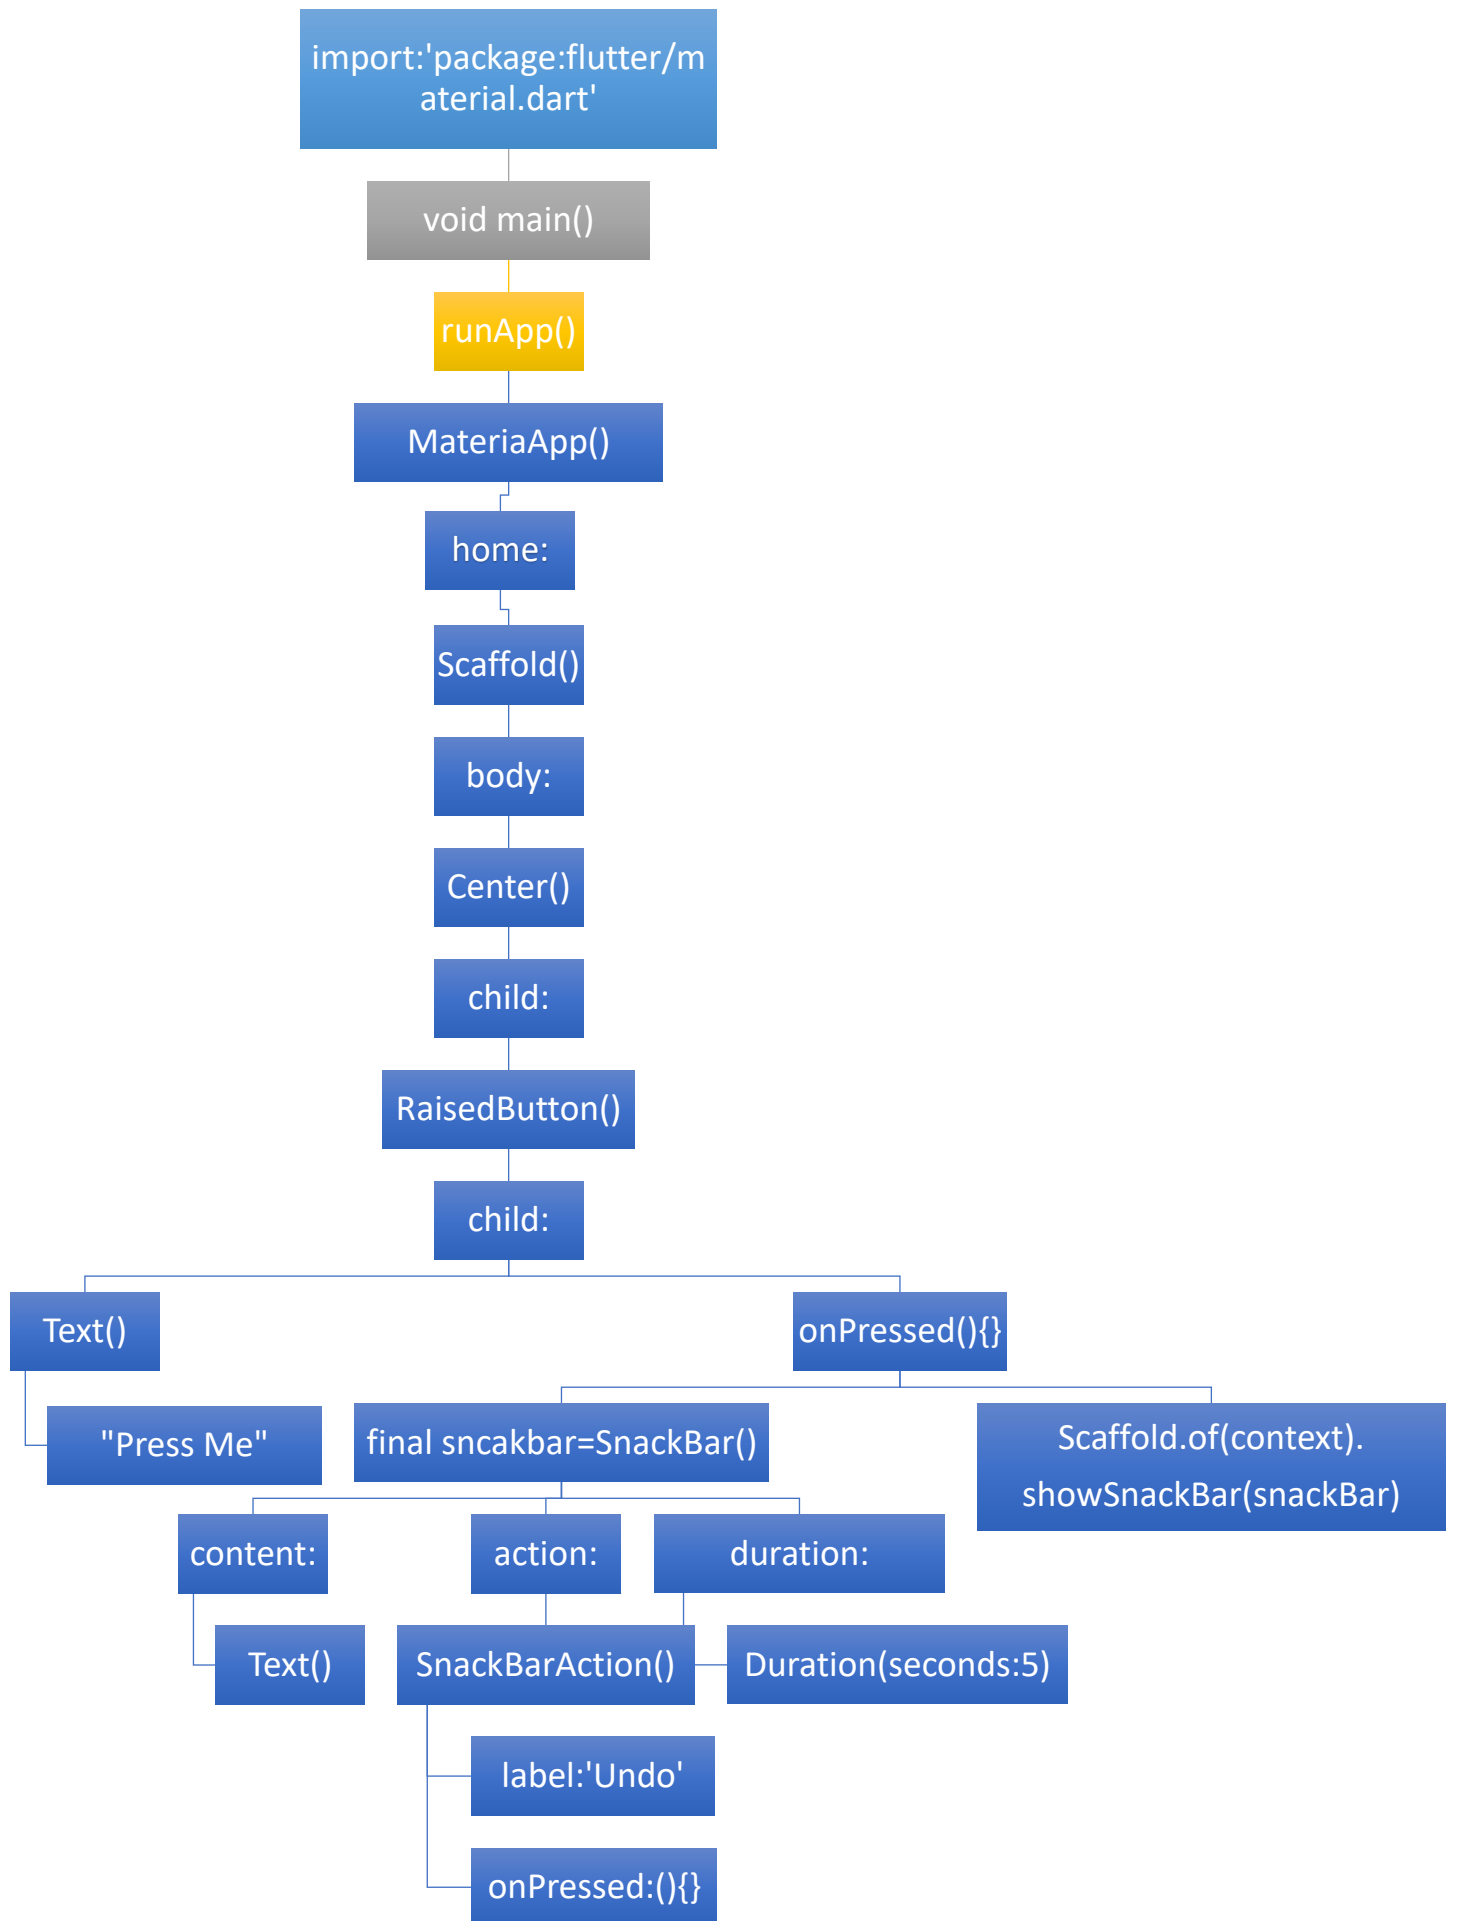 import:'package:flutter/m
aterial.dart'
void main()
runApp()
MateriaApp()
home:
Scaffold()
body:
Center()
child:
RaisedButton()
child:
Text()
onPressed(){}
"Press Me"
final sncakbar=SnackBar()
Scaffold.of(context).
showSnackBar(snackBar)
content:
action:
duration:
Text()
SnackBarAction()
Duration(seconds:5)
label:'Undo'
onPressed:(){}